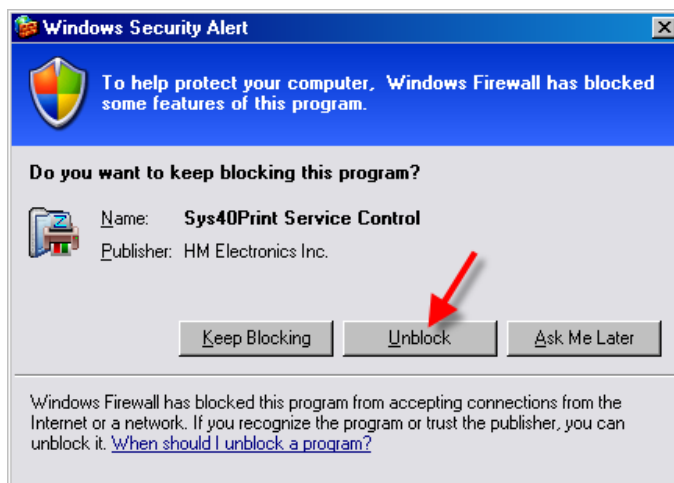 Windows Security Alert
To help protect your computer, Windows Firewall has blocked
some features of this program.
Do you want to keep blocking this program?
Name: Sys40Print Service Control
Publisher: HM Electronics Inc.
Keep Blocking Unblock Ask Me Later
Windows Firewall has blocked this program from accepting connections from the
Internet or a network. If you recognize the program or trust the publisher, you can
unblock it. When should I unblock a program?